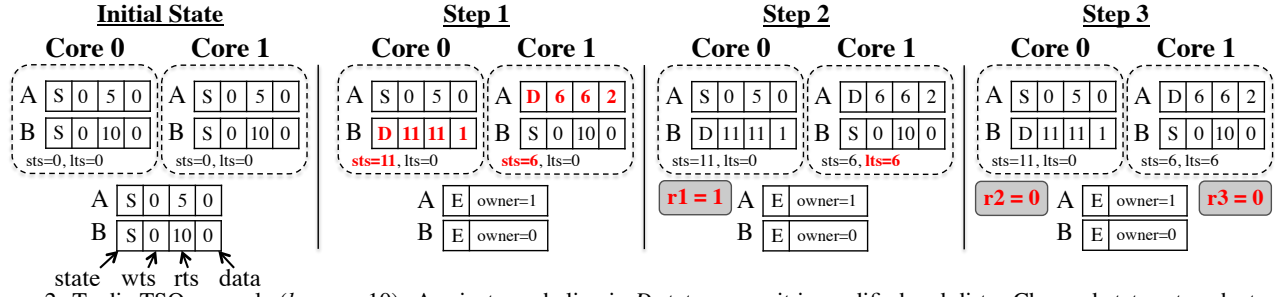 Initial State Step 1 Step 2 Step 3
Core 0 Core 1 Core 0 Core 1 Core 0 Core 1 Core 0 Core 1
A S 0 5 0 A S 0 5 0 A S 0 5 0 A D 6 6 2 A S 0 5 0 A D 6 6 2 A S 0 5 0 A D 6 6 2
B S 0 10 0 B S 0 10 0 B D 11 11 1 B S 0 10 0 B D 11 11 1 B S 0 10 0 B D 11 11 1 B S 0 10 0
sts=0, lts=0 sts=0, lts=0 sts=11, lts=0 sts=6, lts=0 sts=11, lts=0 sts=6, lts=6 sts=11, lts=0 sts=6, lts=6
A S 0 5 0 A E owner=1 r1 = 1 A E owner=1 r2 = 0 A E owner=1 r3 = 0
B S 0 10 0 B E owner=0 B E owner=0 B E owner=0
state wts rts data